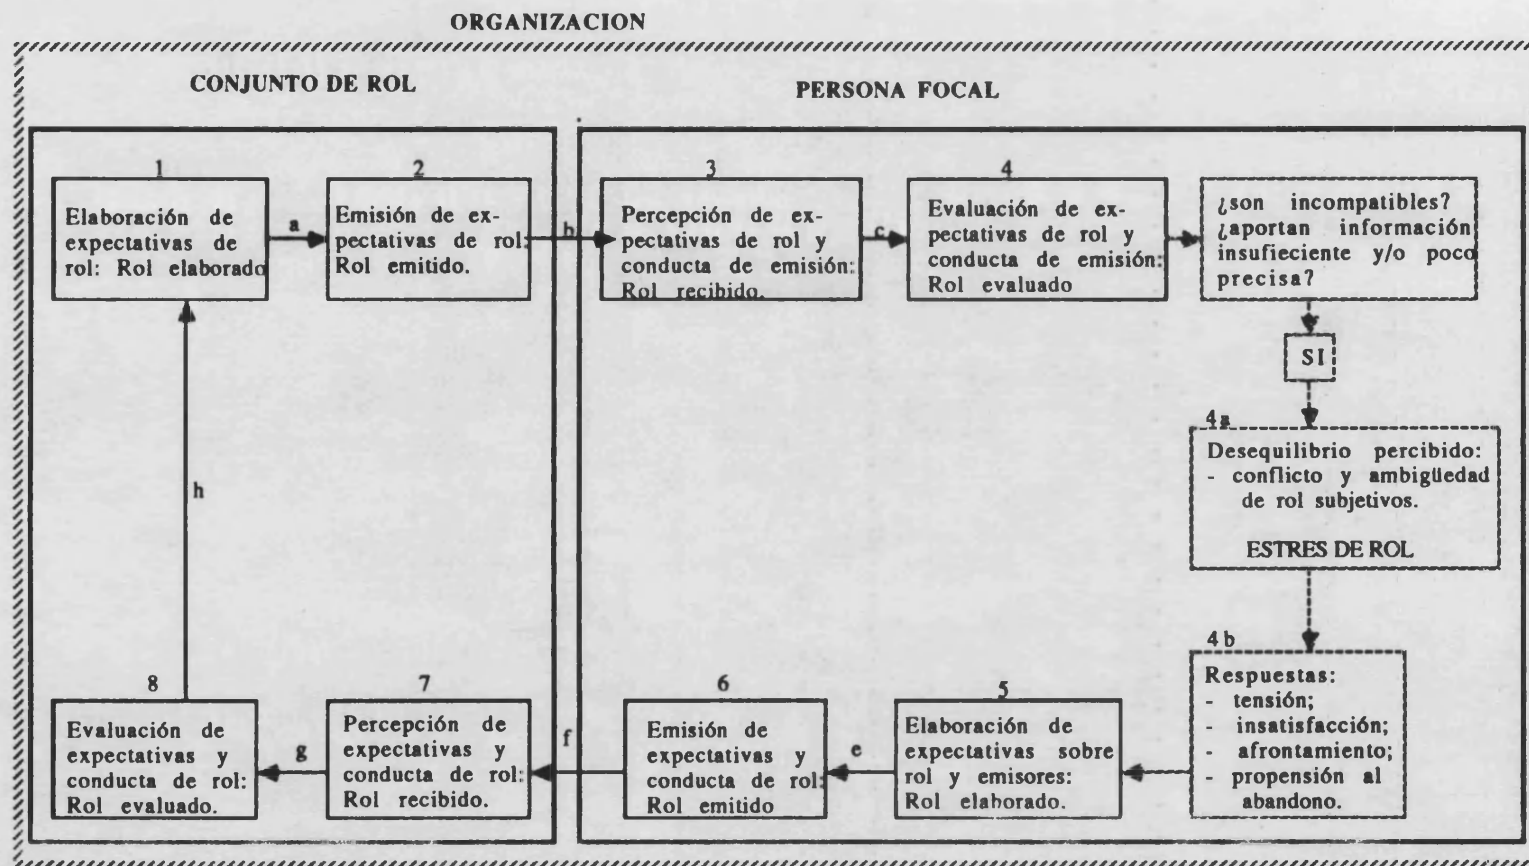 ORGANIZACION
CONJUNTO DE ROL
PERSONA FOCAL
1
Elaboración de
expectativas de
rol: Rol elaborado
a
2
Emisión de ex-
pectativas de rol:
Rol emitido.
b
3
Percepción de ex-
pectativas de rol y
conducta de emisión:
Rol recibido.
c
4
Evaluación de ex-
pectativas de rol y
conducta de emisión:
Rol evaluado
¿son incompatibles?
¿aportan información
insufieciente y/o poco
precisa?
SI
4a
Desequilibrio percibido:
- conflicto y ambigüedad
de rol subjetivos.
ESTRES DE ROL
4b
Respuestas:
- tensión;
- insatisfacción;
- afrontamiento;
- propensión al
abandono.
5
Elaboración de
expectativas sobre
rol y emisores:
Rol elaborado.
e
6
Emisión de
expectativas y
conducta de rol:
Rol emitido
f
7
Percepción de
expectativas y
conducta de rol:
Rol recibido.
g
8
Evaluación de
expectativas y
conducta de rol:
Rol evaluado.
h